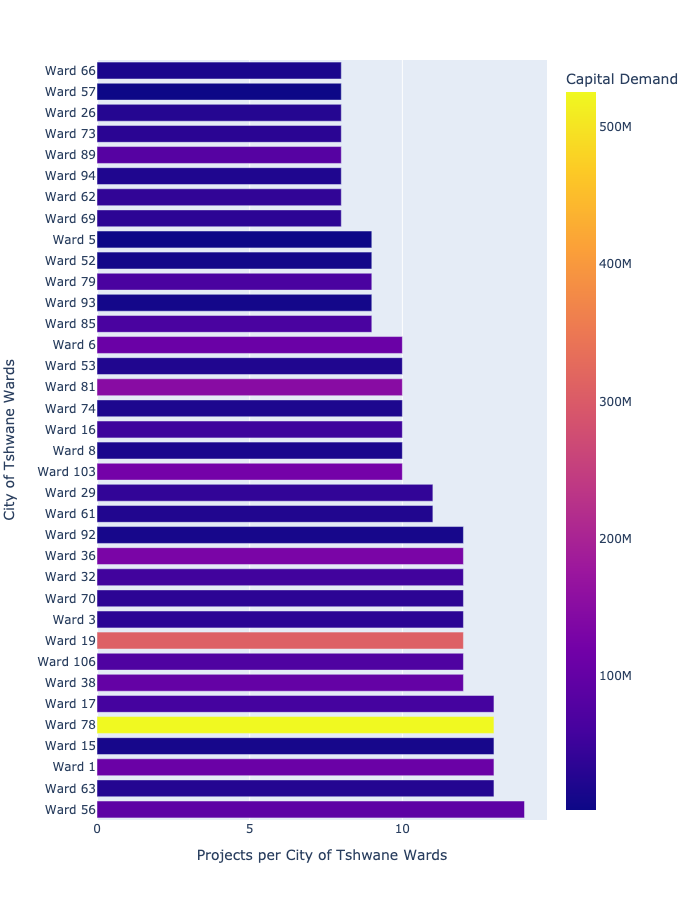 Capital Demand
500M
400M
300M
200M
100M
City of Tshwane Wards
Ward 66
Ward 57
Ward 26
Ward 73
Ward 89
Ward 94
Ward 62
Ward 69
Ward 5
Ward 52
Ward 79
Ward 93
Ward 85
Ward 6
Ward 53
Ward 81
Ward 74
Ward 16
Ward 8
Ward 103
Ward 29
Ward 61
Ward 92
Ward 36
Ward 32
Ward 70
Ward 3
Ward 19
Ward 106
Ward 38
Ward 17
Ward 78
Ward 15
Ward 1
Ward 63
Ward 56
0 5 10
Projects per City of Tshwane Wards